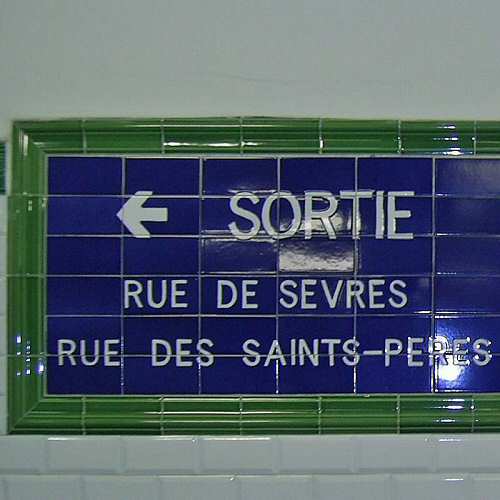 ← SORTIE
RUE DE SEVRES
RUE DES SAINTS-PERES